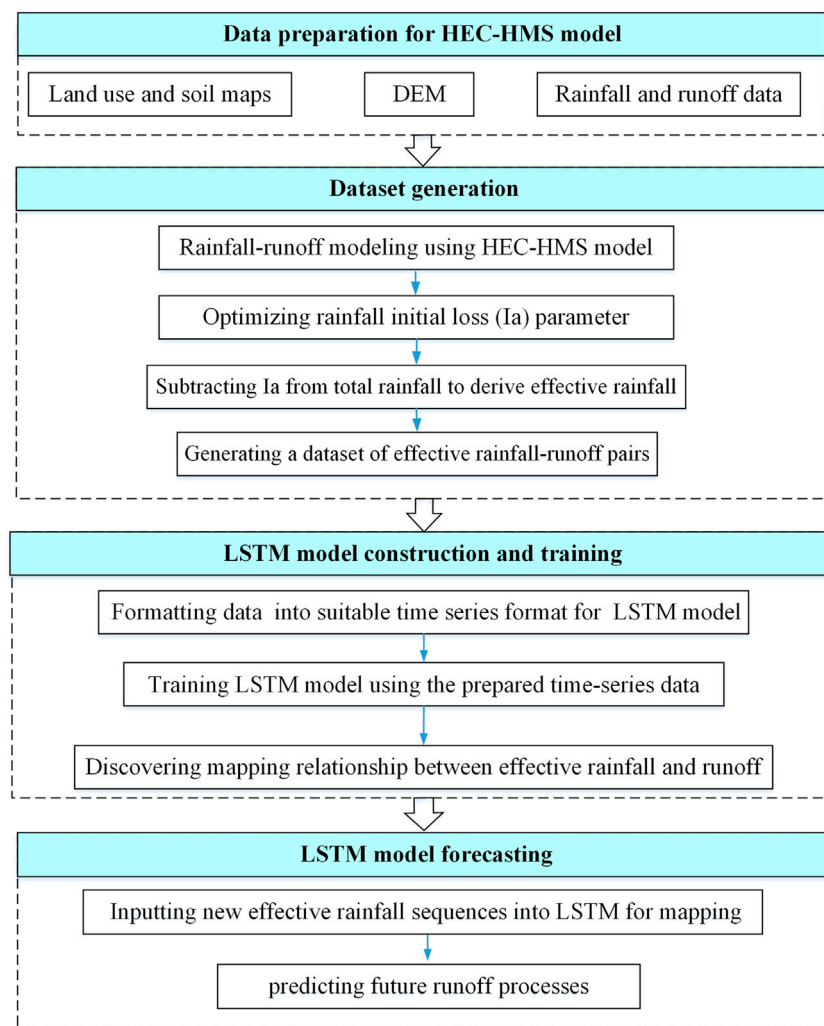 Data preparation for HEC-HMS model
Land use and soil maps
DEM
Rainfall and runoff data
Dataset generation
Rainfall-runoff modeling using HEC-HMS model
Optimizing rainfall initial loss (Ia) parameter
Subtracting Ia from total rainfall to derive effective rainfall
Generating a dataset of effective rainfall-runoff pairs
LSTM model construction and training
Formatting data into suitable time series format for LSTM model
Training LSTM model using the prepared time-series data
Discovering mapping relationship between effective rainfall and runoff
LSTM model forecasting
Inputting new effective rainfall sequences into LSTM for mapping
predicting future runoff processes